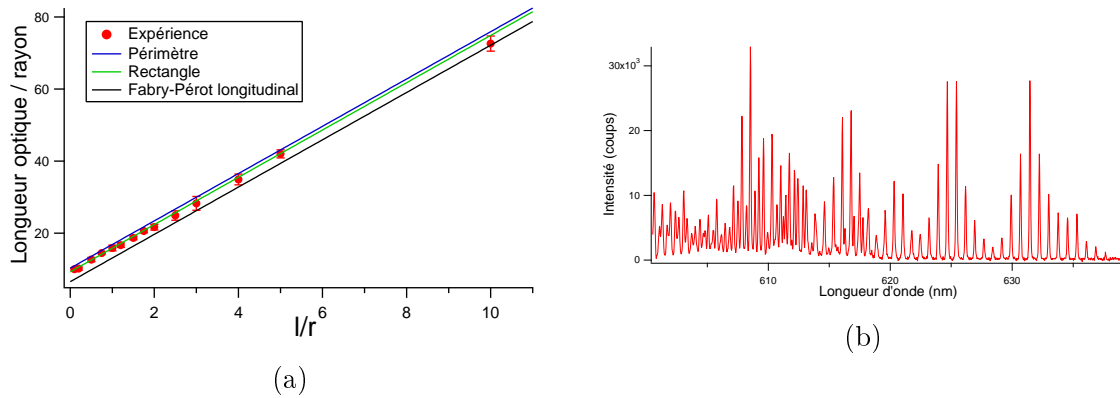 80
60
40
20
Longueur optique / rayon
Expérience
Périmètre
Rectangle
Fabry-Pérot longitudinal
0 2 4 6 8 10
l/r
(a)
30x10³
20
10
0
Intensité (coups)
610 620 630
Longueur d'onde (nm)
(b)